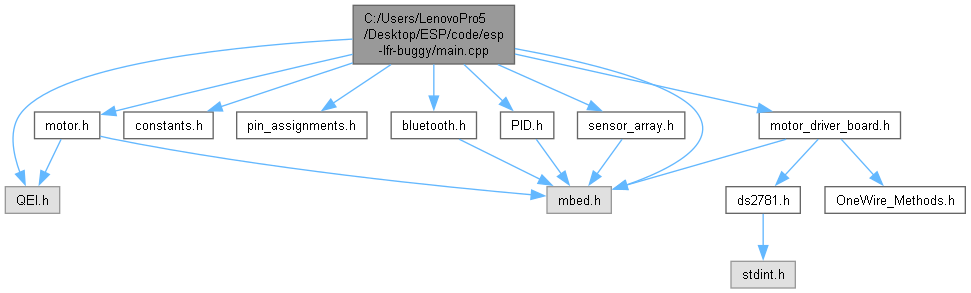 C:/Users/LenovoPro5
/Desktop/ESP/code/esp
-lfr-buggy/main.cpp
motor.h
constants.h
pin_assignments.h
bluetooth.h
PID.h
sensor_array.h
motor_driver_board.h
QEI.h
mbed.h
ds2781.h
OneWire_Methods.h
stdint.h